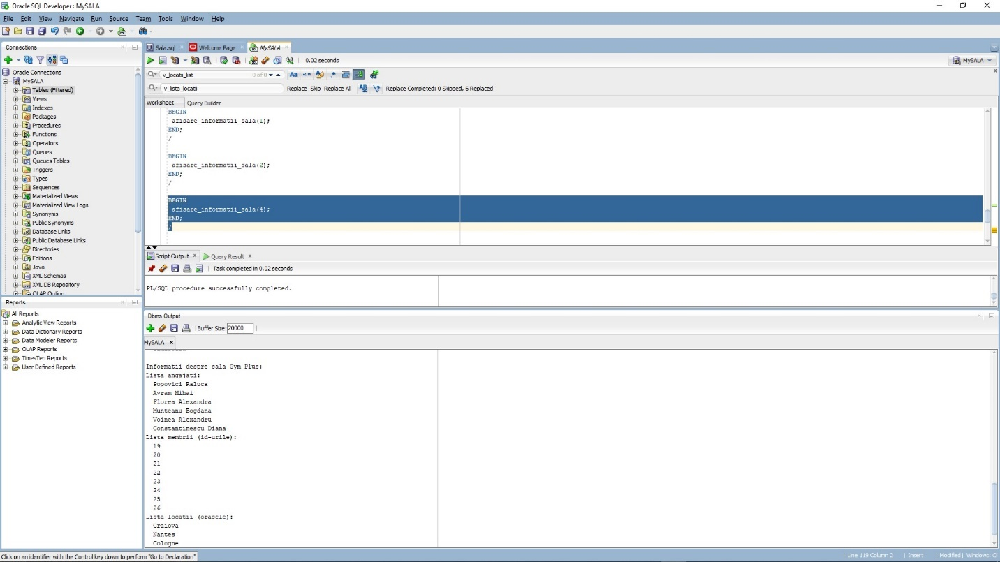 Oracle SQL Developer : MySALA
File Edit View Navigate Run Source Team Tools Window Help
Connections
Oracle Connections
MySALA
Tables (Filtered)
Views
Indexes
Packages
Procedures
Functions
Operators
Queues
Queues Tables
Triggers
Types
Sequences
Materialized Views
Materialized View Logs
Synonyms
Public Synonyms
Database Links
Public Database Links
Directories
Editions
Java
XML Schemas
XML DB Repository
OLAP Option
Reports
All Reports
Analytic View Reports
Data Dictionary Reports
Data Modeler Reports
OLAP Reports
TimesTen Reports
User Defined Reports
Sala.sql Welcome Page MySALA
0.02 seconds
MySALA
v_locatii_list 0 of 0
v_lista_locatii Replace Skip Replace All Replace Completed: 0 Skipped, 6 Replaced
Worksheet Query Builder
BEGIN
afisare_informatii_sala(1);
END;
/
BEGIN
afisare_informatii_sala(2);
END;
/
BEGIN
afisare_informatii_sala(4);
END;
/
Script Output x Query Result x
Task completed in 0.02 seconds
PL/SQL procedure successfully completed.
Dbms Output
Buffer Size: 20000
MySALA x
Informatii despre sala Gym Plus:
Lista angajati:
Popovici Raluca
Avram Mihai
Florea Alexandra
Munteanu Bogdana
Voinea Alexandru
Constantinescu Diana
Lista membrii (id-urile):
19
20
21
22
23
24
25
26
Lista locatii (orasele):
Craiova
Nantes
Cologne
Click on an identifier with the Control key down to perform "Go to Declaration"
Line 119 Column 2 | Insert | Modified | Windows: Cl